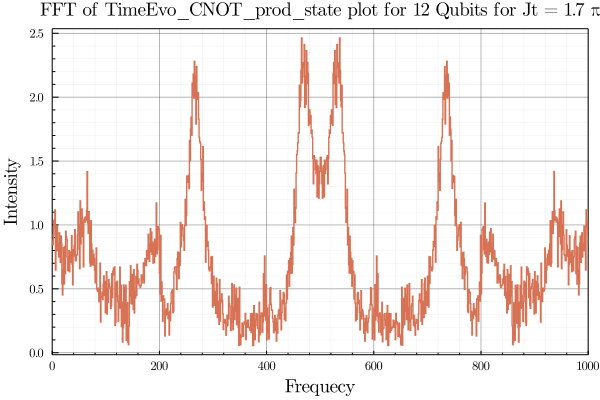 FFT of TimeEvo_CNOT_prod_state plot for 12 Qubits for Jt = 1.7 π
2.5
2.0
1.5
1.0
0.5
0.0
Intensity
0 200 400 600 800 1000
Frequecy